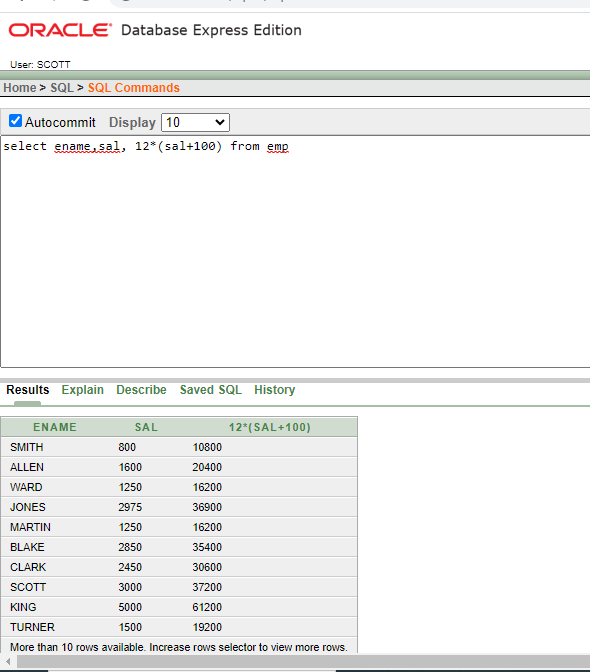 ORACLE® Database Express Edition
User: SCOTT
Home > SQL > SQL Commands
Autocommit Display 10
select ename,sal, 12*(sal+100) from emp
Results Explain Describe Saved SQL History
ENAME SAL 12*(SAL+100)
SMITH 800 10800
ALLEN 1600 20400
WARD 1250 16200
JONES 2975 36900
MARTIN 1250 16200
BLAKE 2850 35400
CLARK 2450 30600
SCOTT 3000 37200
KING 5000 61200
TURNER 1500 19200
More than 10 rows available. Increase rows selector to view more rows.